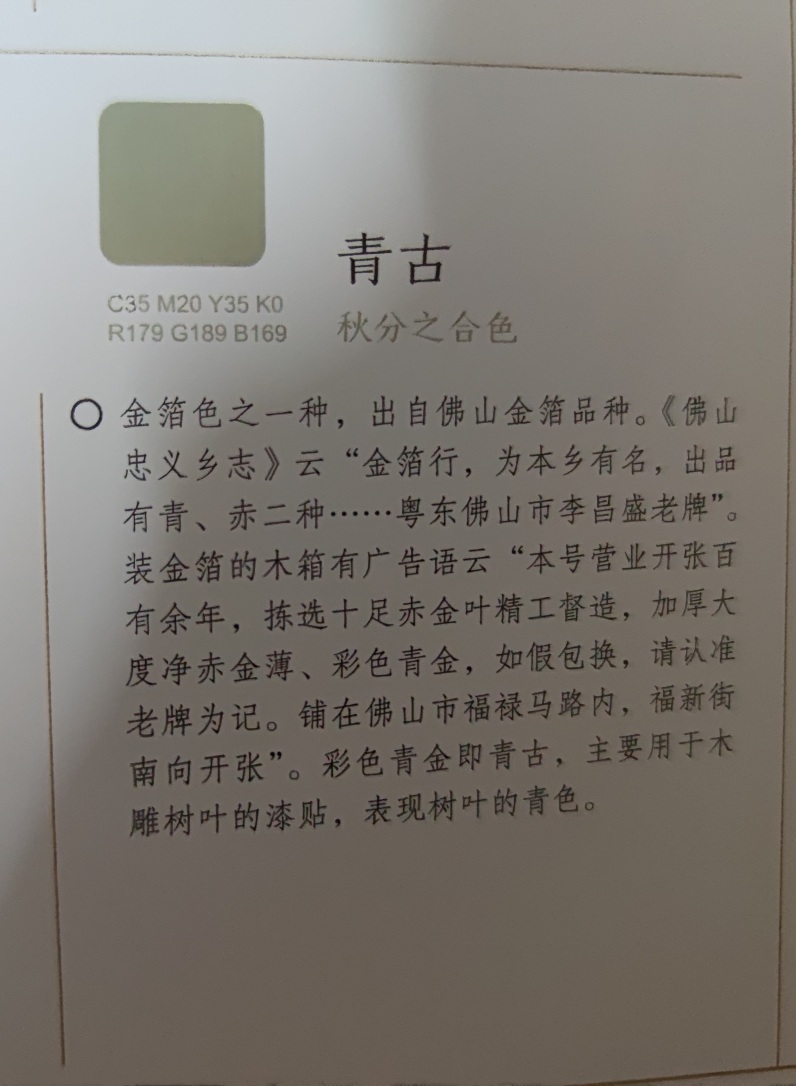 青古
C35 M20 Y35 K0
R179 G189 B169
秋分之合色
○ 金箔色之一种，出自佛山金箔品种。《佛山
忠义乡志》云“金箔行，为本乡有名，出品
有青、赤二种……粤东佛山市李昌盛老牌”。
装金箔的木箱有广告语云“本号营业开张百
有余年，拣选十足赤金叶精工督造，加厚大
度净赤金薄、彩色青金，如假包换，请认准
老牌为记。铺在佛山市福禄马路内，福新街
南向开张”。彩色青金即青古，主要用于木
雕树叶的漆贴，表现树叶的青色。